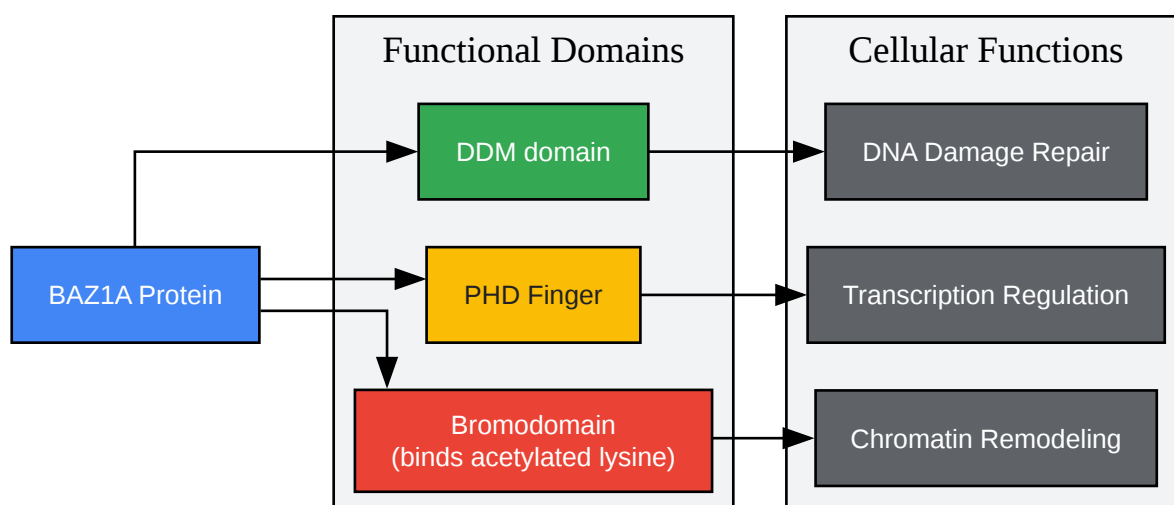 Functional Domains
Cellular Functions
DDM domain
DNA Damage Repair
BAZ1A Protein
PHD Finger
Transcription Regulation
Bromodomain
(binds acetylated lysine)
Chromatin Remodeling